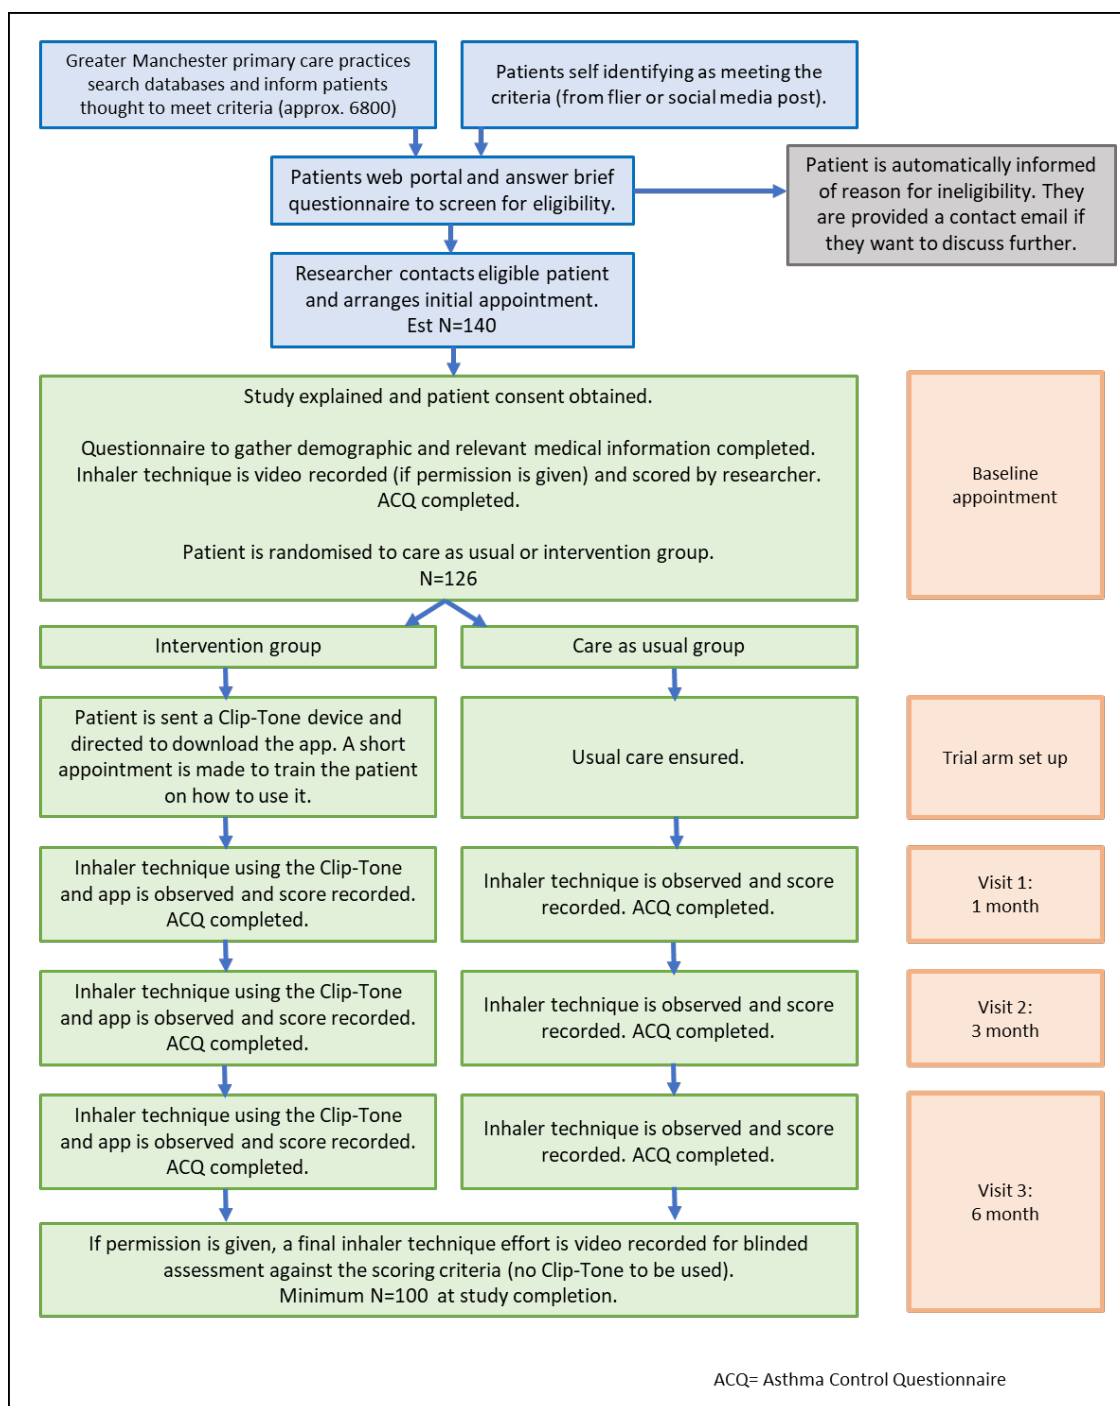 Greater Manchester primary care practices
search databases and inform patients
thought to meet criteria (approx. 6800)
Patients self identifying as meeting the
criteria (from flier or social media post).
Patients web portal and answer brief
questionnaire to screen for eligibility.
Patient is automatically informed
of reason for ineligibility. They
are provided a contact email if
they want to discuss further.
Researcher contacts eligible patient
and arranges initial appointment.
Est N=140
Study explained and patient consent obtained.
Questionnaire to gather demographic and relevant medical information completed.
Inhaler technique is video recorded (if permission is given) and scored by researcher.
ACQ completed.
Patient is randomised to care as usual or intervention group.
N=126
Baseline
appointment
Intervention group
Care as usual group
Patient is sent a Clip-Tone device and
directed to download the app. A short
appointment is made to train the patient
on how to use it.
Usual care ensured.
Trial arm set up
Inhaler technique using the Clip-Tone
and app is observed and score recorded.
ACQ completed.
Inhaler technique is observed and score
recorded. ACQ completed.
Visit 1:
1 month
Inhaler technique using the Clip-Tone
and app is observed and score recorded.
ACQ completed.
Inhaler technique is observed and score
recorded. ACQ completed.
Visit 2:
3 month
Inhaler technique using the Clip-Tone
and app is observed and score recorded.
ACQ completed.
Inhaler technique is observed and score
recorded. ACQ completed.
Visit 3:
6 month
If permission is given, a final inhaler technique effort is video recorded for blinded
assessment against the scoring criteria (no Clip-Tone to be used).
Minimum N=100 at study completion.
ACQ= Asthma Control Questionnaire